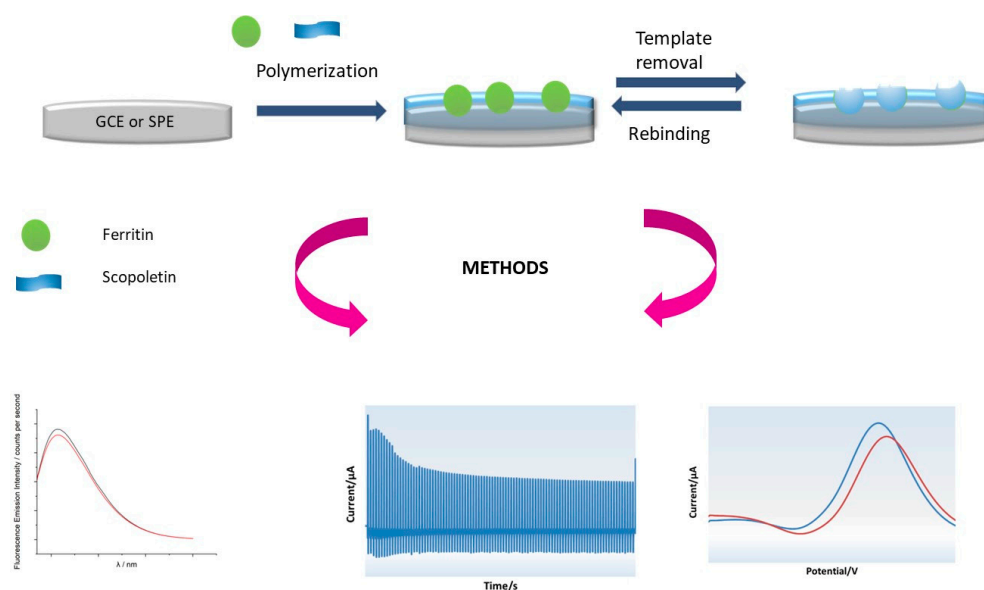 Polymerization
Template
removal
Rebinding
GCE or SPE
Ferritin
Scopoletin
METHODS
Fluorescence Emission Intensity / counts per second
λ / nm
Current/μA
Time/s
Current/μA
Potential/V